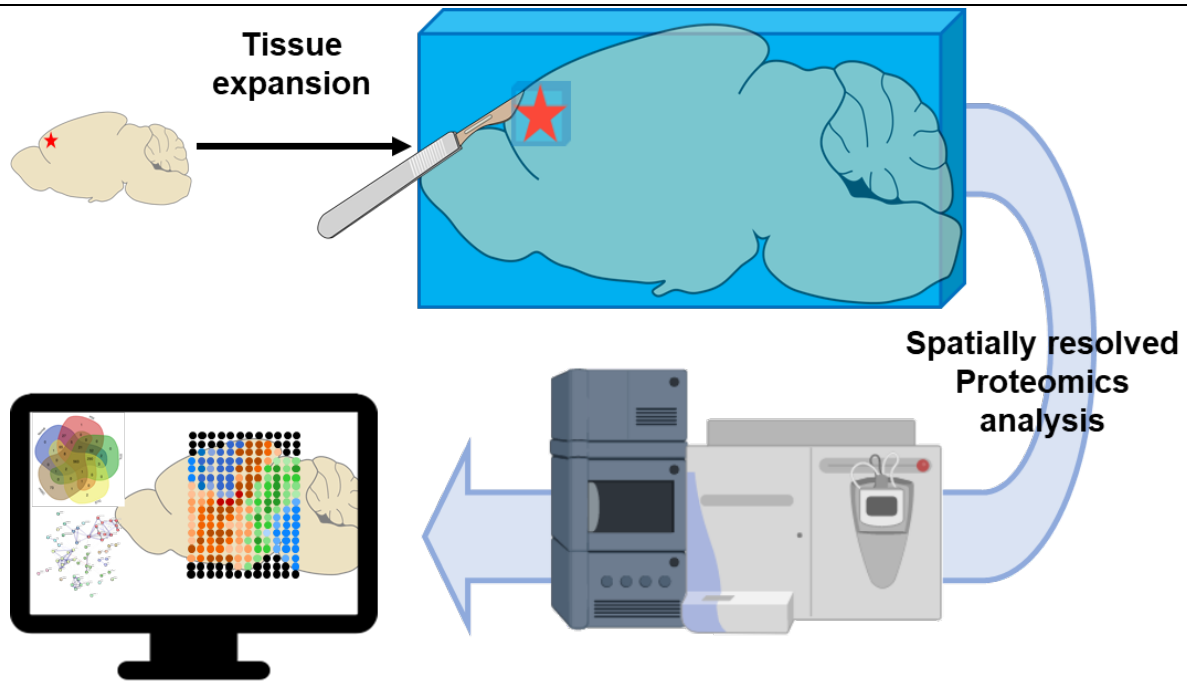 Tissue
expansion
Spatially resolved
Proteomics
analysis